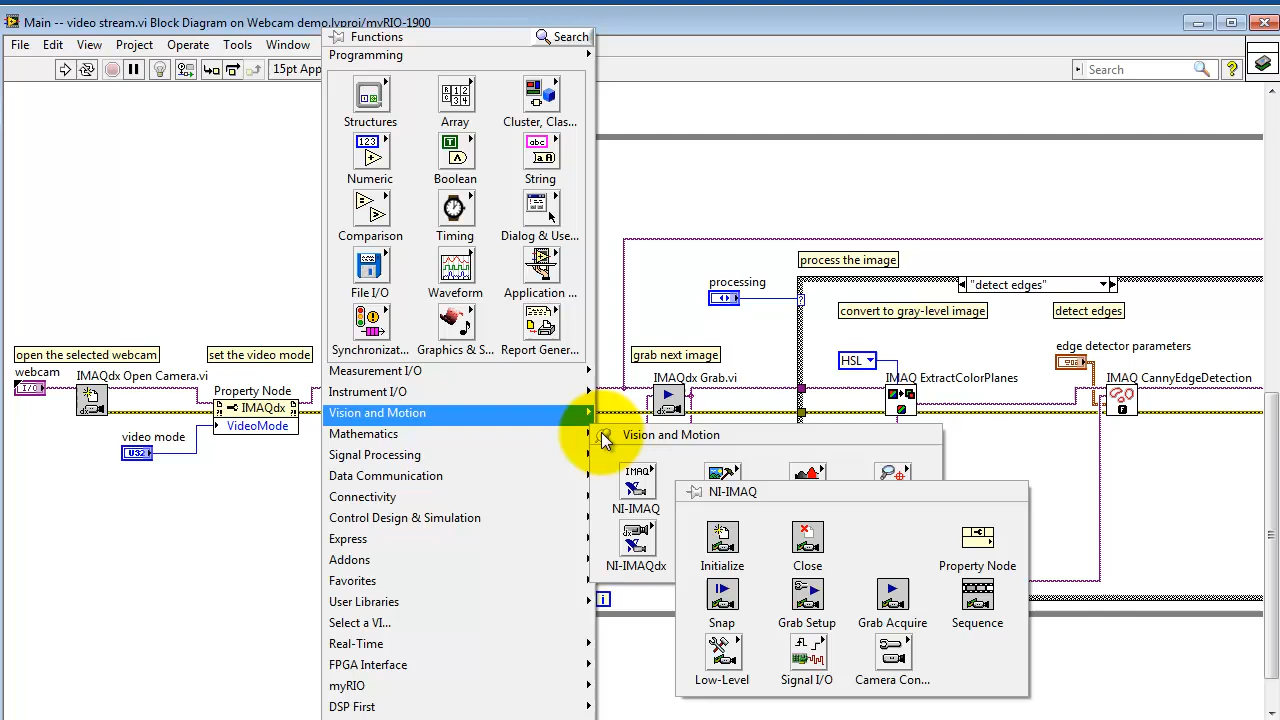 Main -- video stream.vi Block Diagram on Webcam demo.lvproj/myRIO-1900
File Edit View Project Operate Tools Window
15pt App
Search
Functions
Search
Programming
Structures Array Cluster, Clas...
Numeric Boolean String
Comparison Timing Dialog & Use...
File I/O Waveform Application ...
Synchronizat... Graphics & S... Report Gener...
Measurement I/O
Instrument I/O
Vision and Motion
Mathematics
Signal Processing
Data Communication
Connectivity
Control Design & Simulation
Express
Addons
Favorites
User Libraries
Select a VI...
Real-Time
FPGA Interface
myRIO
DSP First
Vision and Motion
IMAQ
NI-IMAQ
NI-IMAQdx
NI-IMAQ
Initialize Close Property Node
Snap Grab Setup Grab Acquire Sequence
Low-Level Signal I/O Camera Con...
open the selected webcam
set the video mode
webcam
I/O
IMAQdx Open Camera.vi
Property Node
IMAQdx
VideoMode
video mode
U32
grab next image
IMAQdx Grab.vi
processing
process the image
"detect edges"
convert to gray-level image
detect edges
HSL
edge detector parameters
IMAQ ExtractColorPlanes
IMAQ CannyEdgeDetection
i